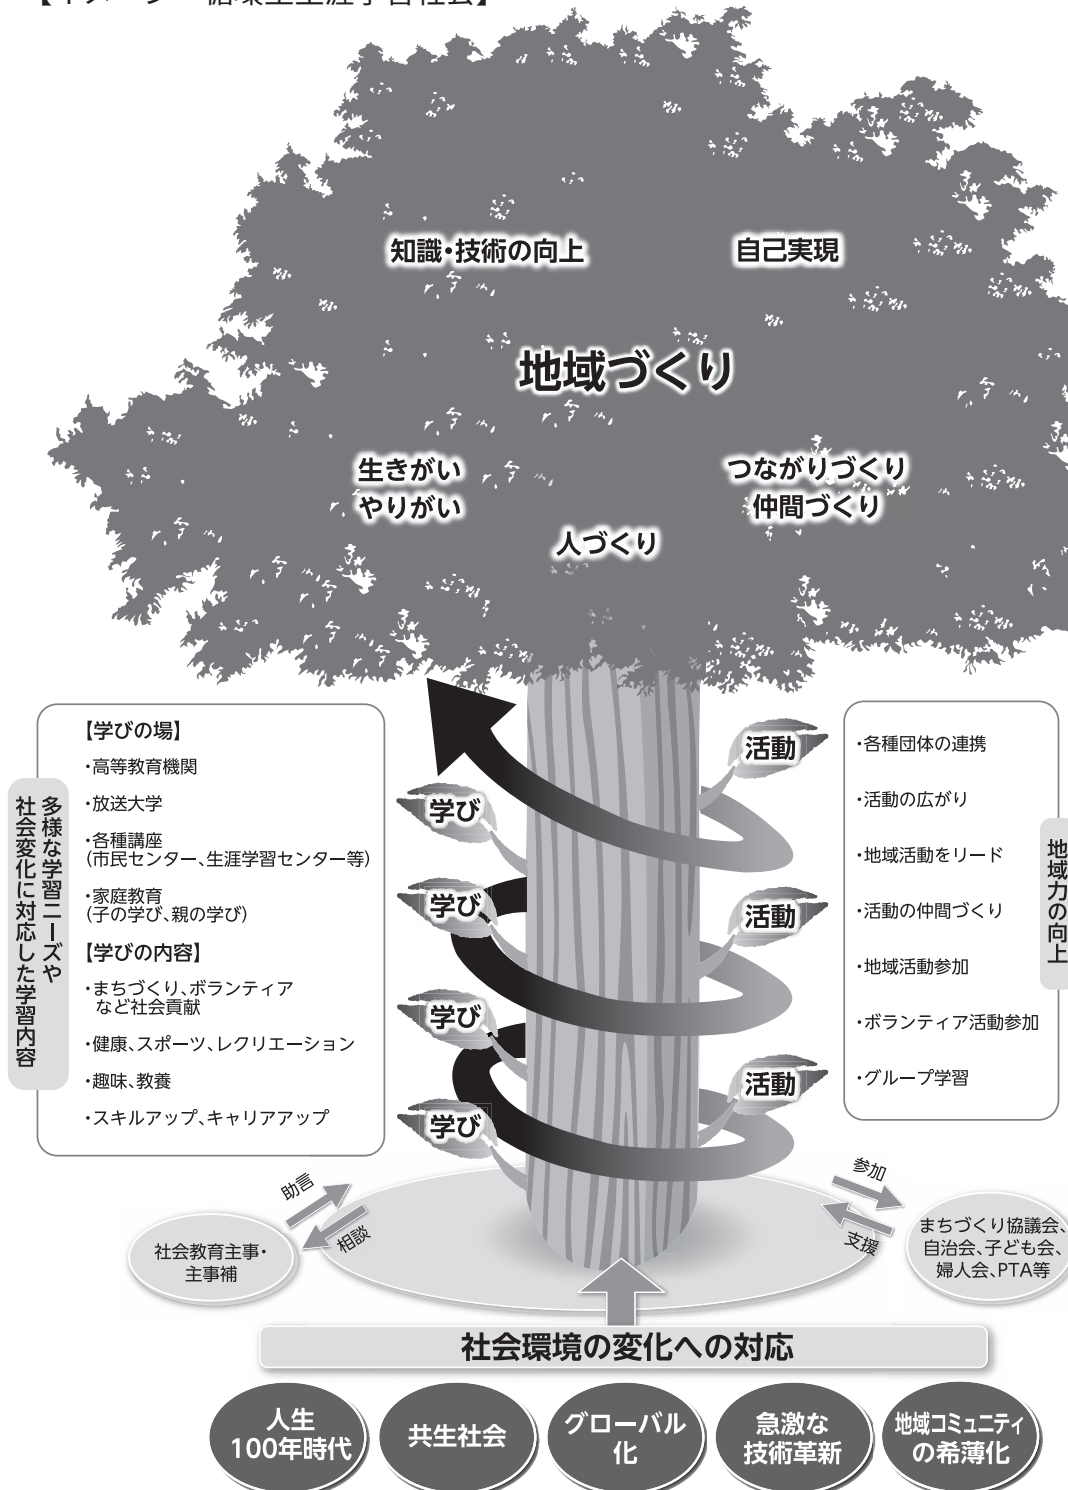 知識・技術の向上
自己実現
地域づくり
生きがい
やりがい
つながりづくり
仲間づくり
人づくり
多様な学習ニーズや
社会変化に対応した学習内容
【学びの場】
・高等教育機関
・放送大学
・各種講座
(市民センター、生涯学習センター等)
・家庭教育
(子の学び、親の学び)
【学びの内容】
・まちづくり、ボランティア
など社会貢献
・健康、スポーツ、レクリエーション
・趣味、教養
・スキルアップ、キャリアアップ
学び
学び
学び
学び
活動
活動
活動
・各種団体の連携
・活動の広がり
・地域活動をリード
・活動の仲間づくり
・地域活動参加
・ボランティア活動参加
・グループ学習
地域力の向上
助言
相談
社会教育主事・
主事補
参加
支援
まちづくり協議会、
自治会、子ども会、
婦人会、PTA等
社会環境の変化への対応
人生
100年時代
共生社会
グローバル
化
急激な
技術革新
地域コミュニティ
の希薄化